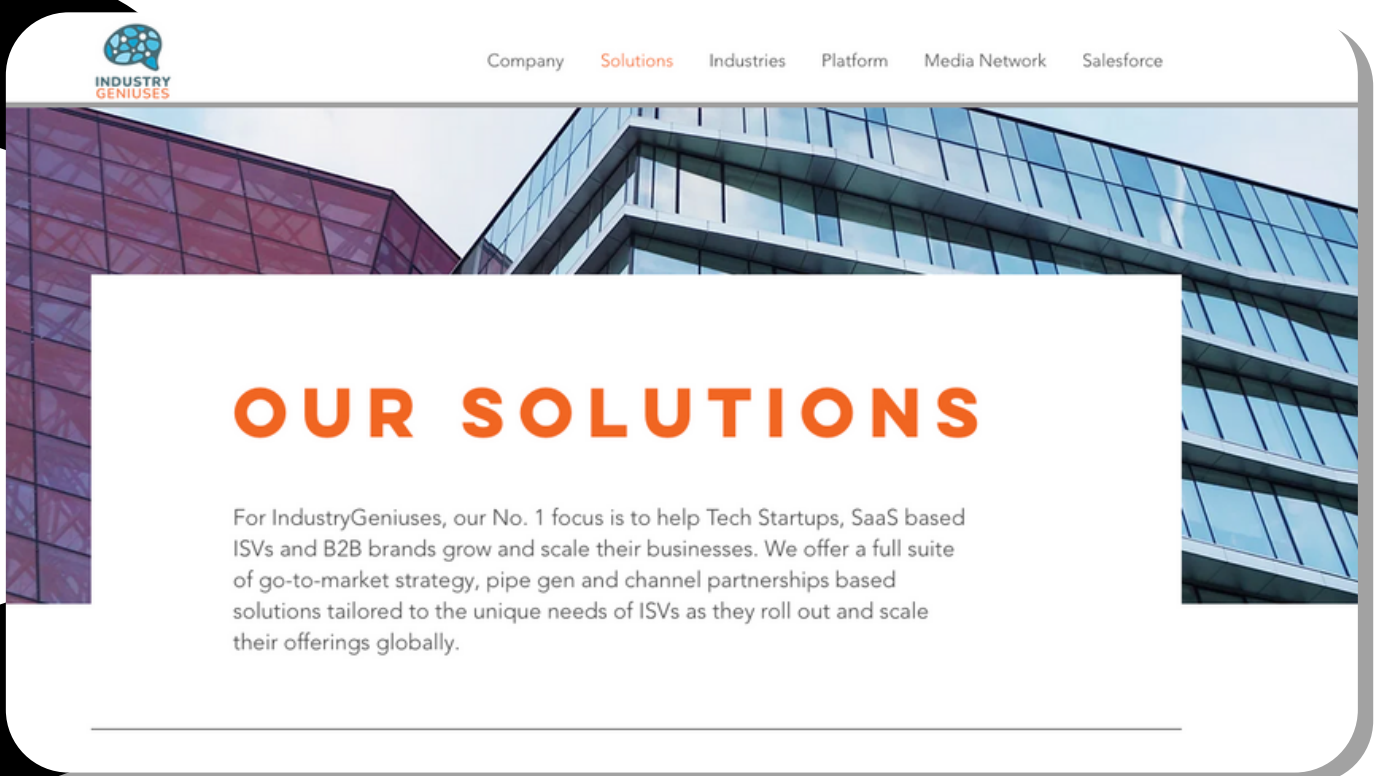 INDUSTRY
GENIUSES
Company Solutions Industries Platform Media Network Salesforce
OUR SOLUTIONS
For IndustryGeniuses, our No. 1 focus is to help Tech Startups, SaaS based
ISVs and B2B brands grow and scale their businesses. We offer a full suite
of go-to-market strategy, pipe gen and channel partnerships based
solutions tailored to the unique needs of ISVs as they roll out and scale
their offerings globally.